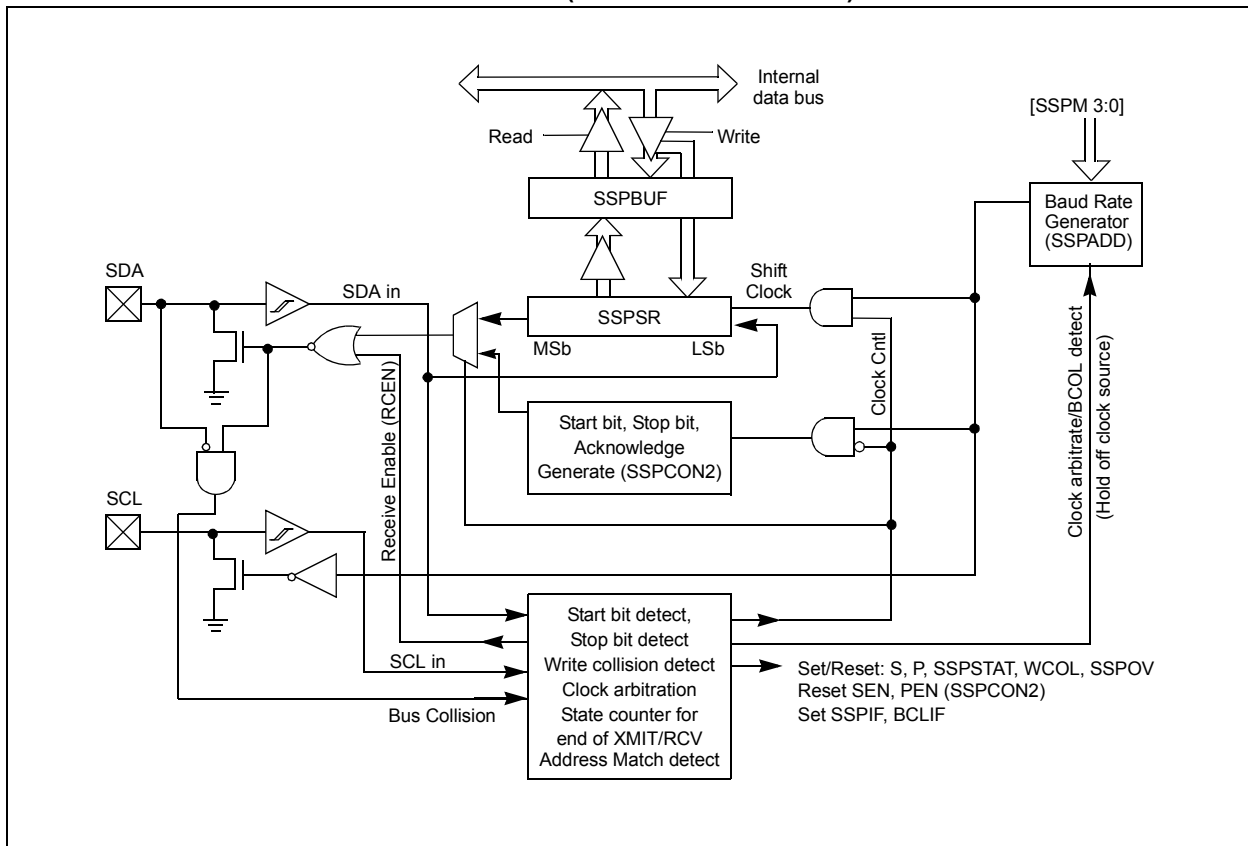 Internal
data bus
[SSPM 3:0]
Read
Write
SSPBUF
Baud Rate
Generator
(SSPADD)
SDA
Shift
Clock
SDA in
SSPSR
MSb
LSb
Receive Enable (RCEN)
Clock Cntl
Start bit, Stop bit,
Acknowledge
Generate (SSPCON2)
Clock arbitrate/BCOL detect
(Hold off clock source)
SCL
Start bit detect,
Stop bit detect
Write collision detect
Clock arbitration
State counter for
end of XMIT/RCV
Address Match detect
SCL in
Bus Collision
Set/Reset: S, P, SSPSTAT, WCOL, SSPOV
Reset SEN, PEN (SSPCON2)
Set SSPIF, BCLIF